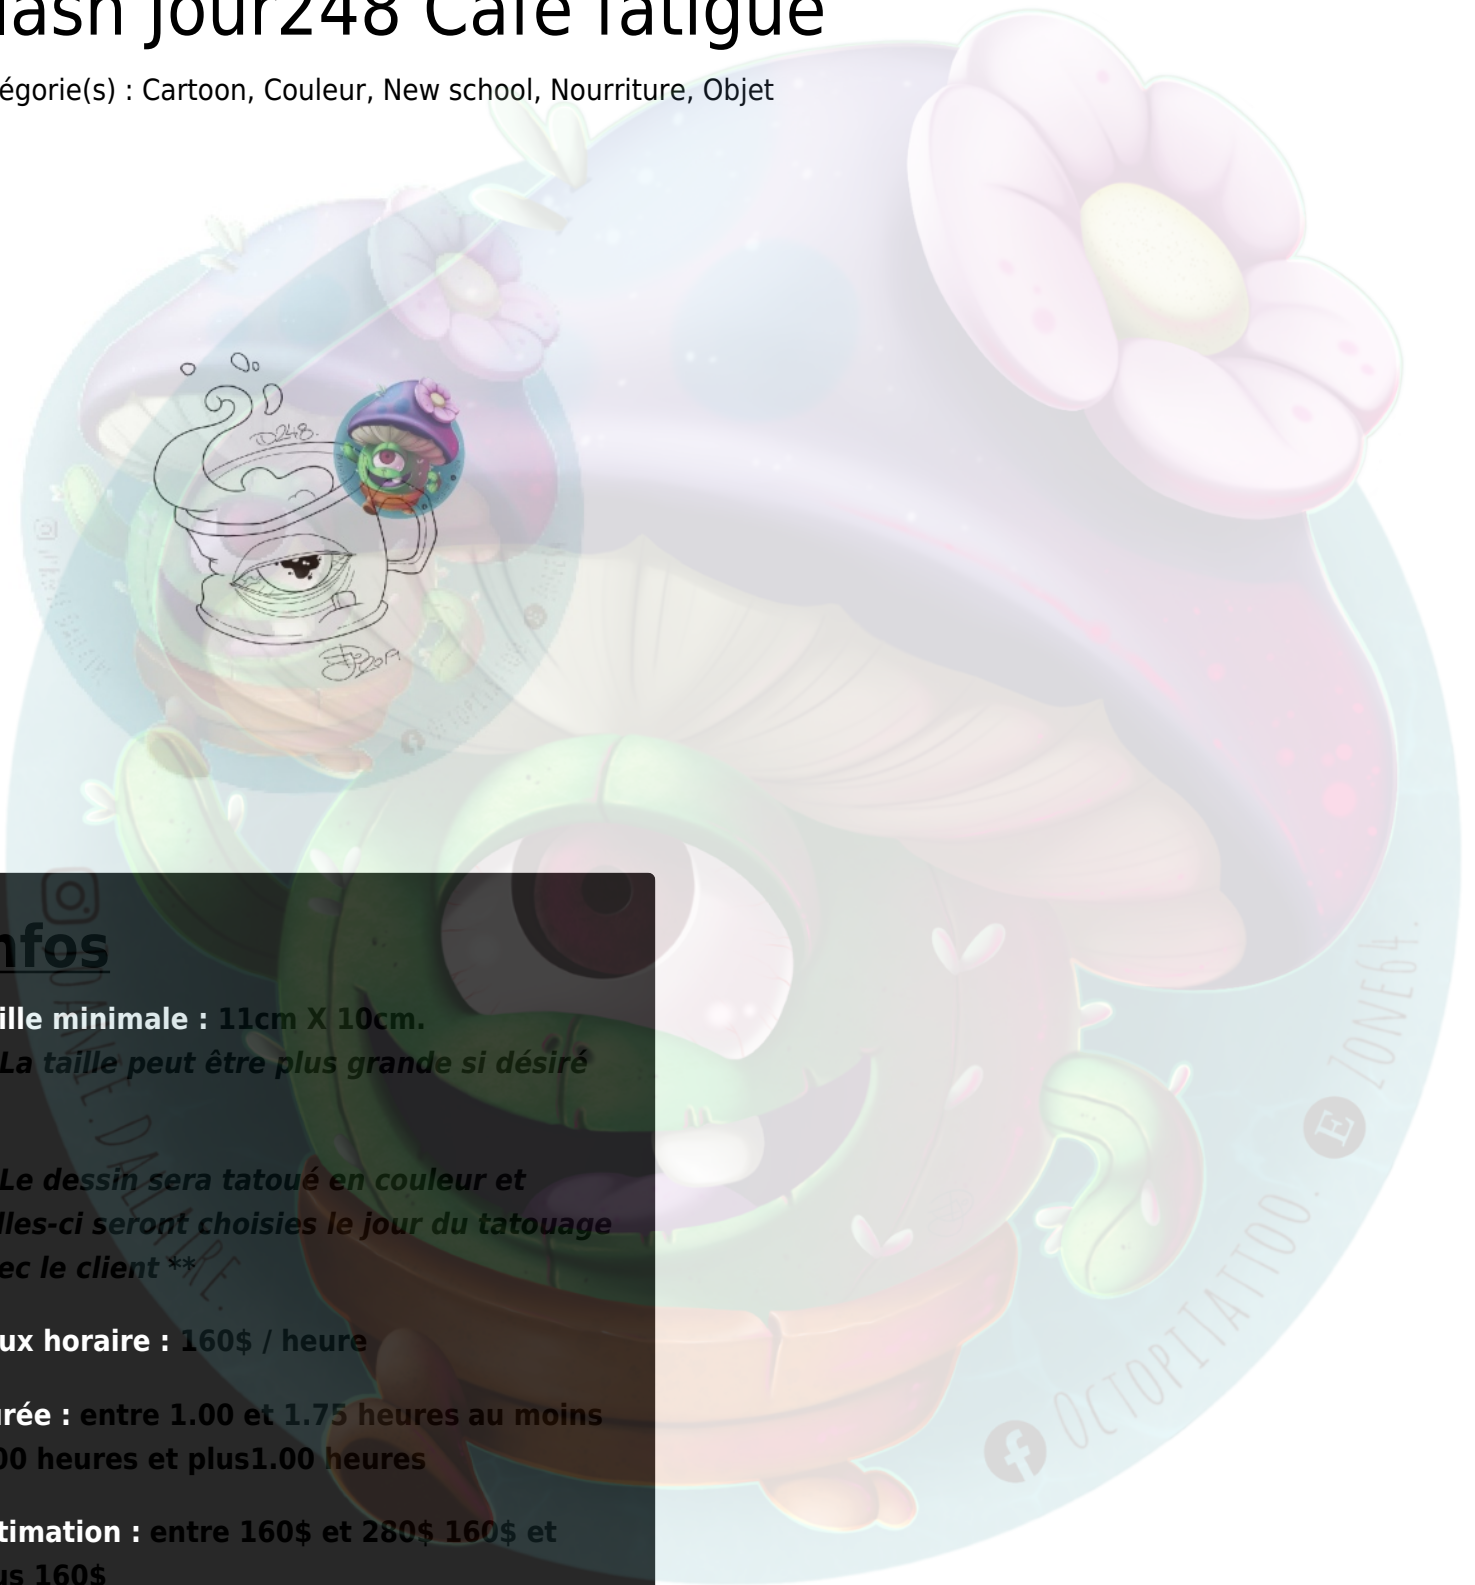 lash Jour248 Café fatigué
égorie(s) : Cartoon, Couleur, New school, Nourriture, Objet
D248.
nfos
ille minimale : 11cm X 10cm.
La taille peut être plus grande si désiré
Le dessin sera tatoué en couleur et
lles-ci seront choisies le jour du tatouage
ec le client **
ux horaire : 160$ / heure
urée : entre 1.00 et 1.75 heures au moins
00 heures et plus1.00 heures
timation : entre 160$ et 280$ 160$ et
us 160$
OCTOPITATTOO.
E ZONE64.